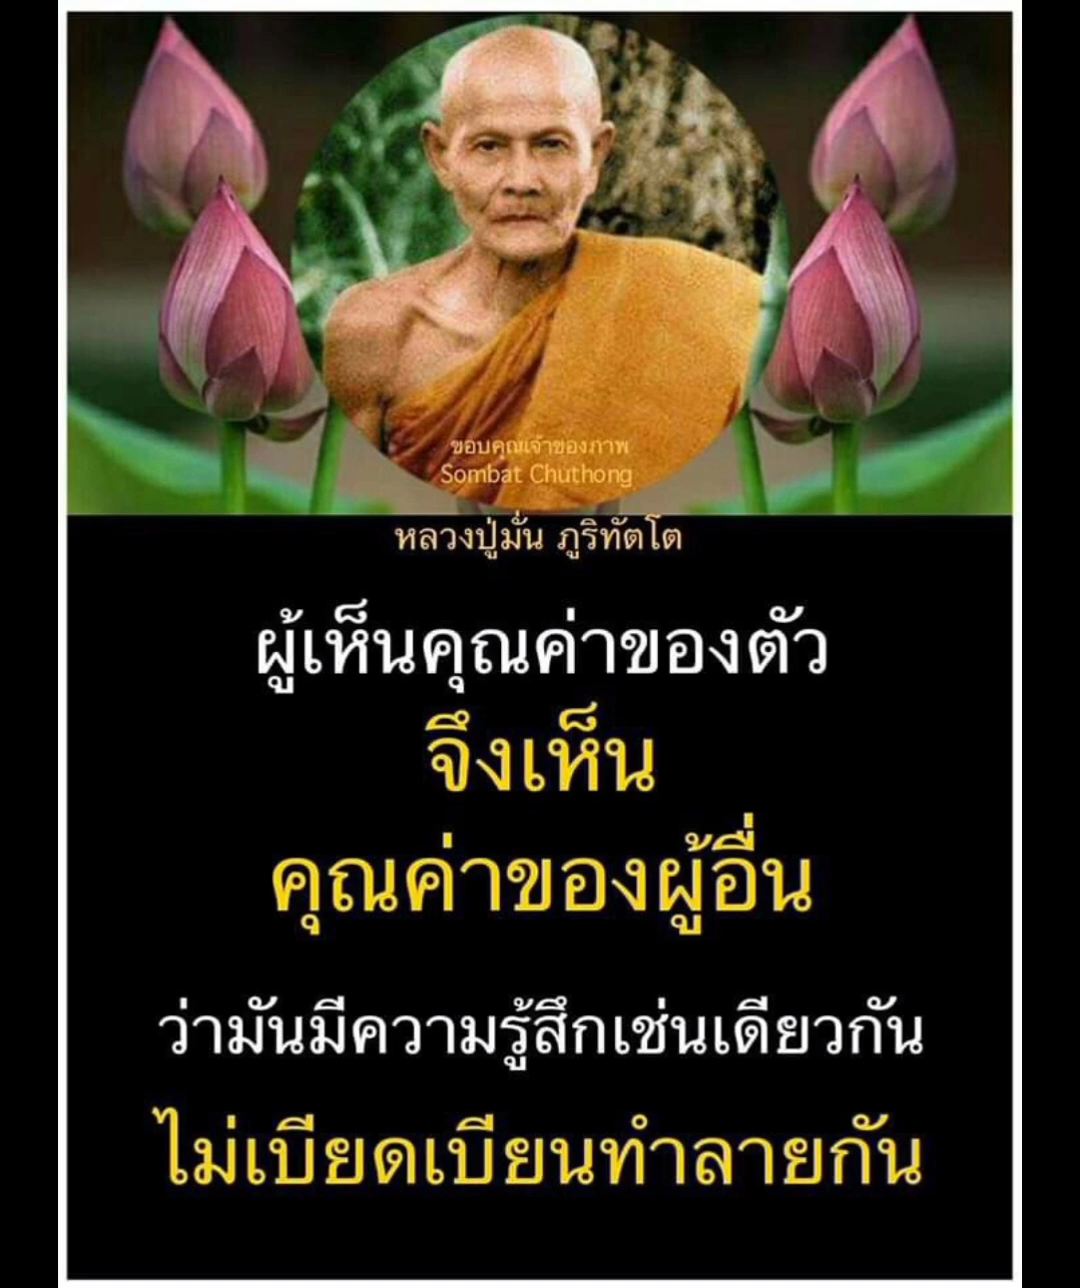 ขอบคุณเจ้าของภาพ
Sombat Chuthong
หลวงปู่มั่น ภูริทัตโต
ผู้เห็นคุณค่าของตัว
จึงเห็น
คุณค่าของผู้อื่น
ว่ามันมีความรู้สึกเช่นเดียวกัน
ไม่เบียดเบียนทำลายกัน